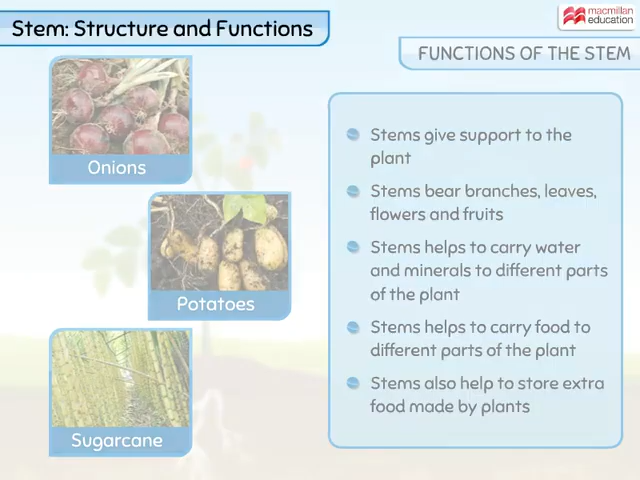 Stem: Structure and Functions
macmillan
education
FUNCTIONS OF THE STEM
Onions
Potatoes
Sugarcane
Stems give support to the
plant
Stems bear branches, leaves,
flowers and fruits
Stems helps to carry water
and minerals to different parts
of the plant
Stems helps to carry food to
different parts of the plant
Stems also help to store extra
food made by plants